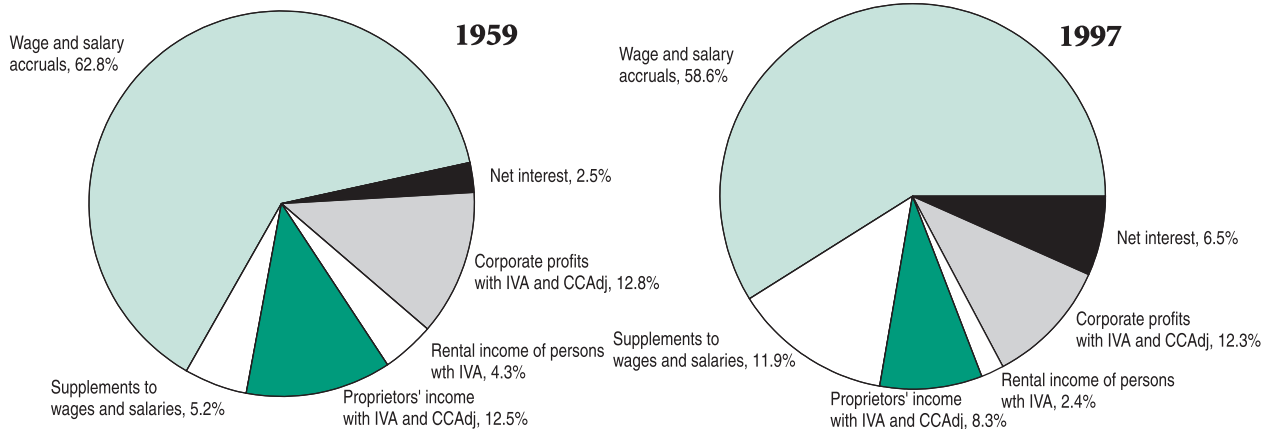 1959
Wage and salary
accruals, 62.8%
Net interest, 2.5%
Corporate profits
with IVA and CCAdj, 12.8%
Rental income of persons
wth IVA, 4.3%
Proprietors' income
with IVA and CCAdj, 12.5%
Supplements to
wages and salaries, 5.2%
1997
Wage and salary
accruals, 58.6%
Net interest, 6.5%
Corporate profits
with IVA and CCAdj, 12.3%
Rental income of persons
wth IVA, 2.4%
Proprietors' income
with IVA and CCAdj, 8.3%
Supplements to
wages and salaries, 11.9%